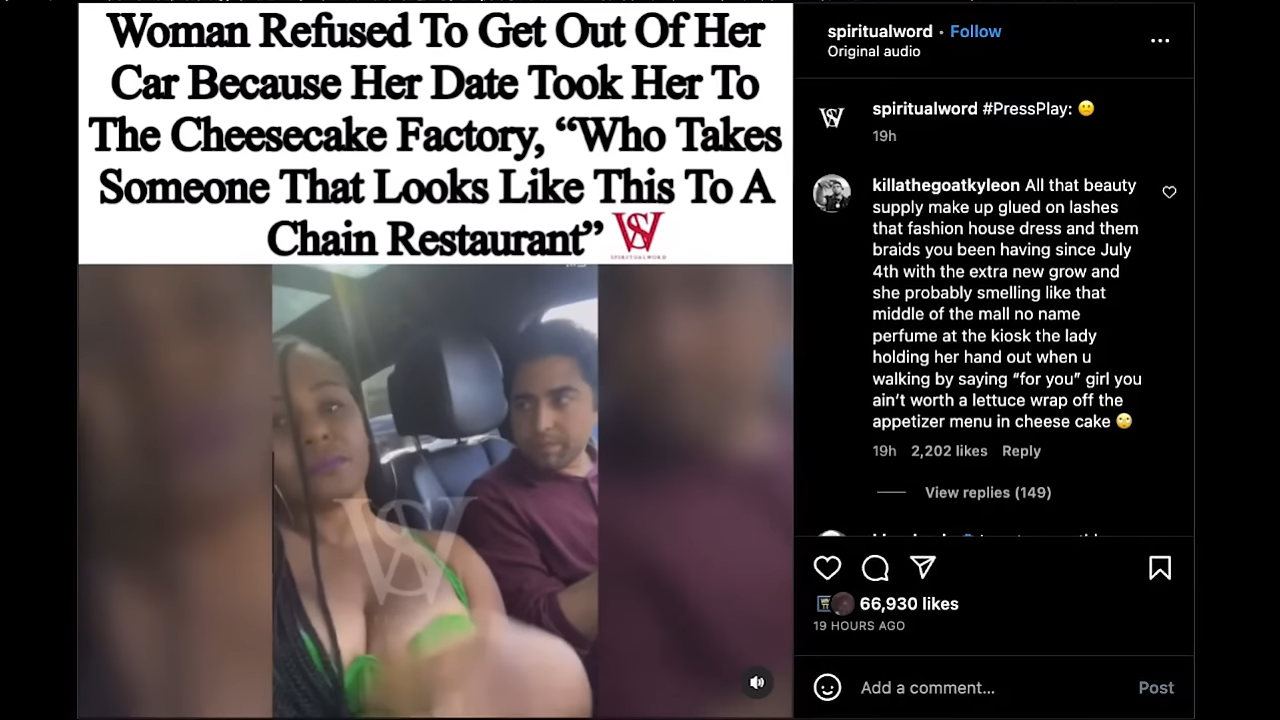 Woman Refused To Get Out Of Her
Car Because Her Date Took Her To
The Cheesecake Factory, “Who Takes
Someone That Looks Like This To A
Chain Restaurant”
SPIRITUALWORD
spiritualword • Follow
Original audio
spiritualword #PressPlay: 😕
19h
killathegoatkyleon All that beauty
supply make up glued on lashes
that fashion house dress and them
braids you been having since July
4th with the extra new grow and
she probably smelling like that
middle of the mall no name
perfume at the kiosk the lady
holding her hand out when u
walking by saying “for you” girl you
ain’t worth a lettuce wrap off the
appetizer menu in cheese cake 🙄
19h 2,202 likes Reply
View replies (149)
66,930 likes
19 HOURS AGO
Add a comment... Post